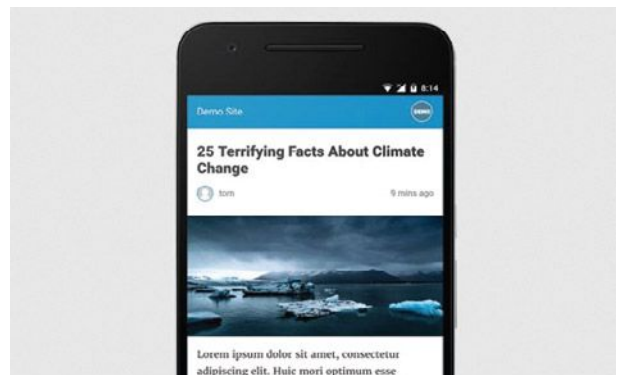 8:14
Demo Site
DEMO
25 Terrifying Facts About Climate
Change
tom
9 mins ago
Lorem ipsum dolor sit amet, consectetur
adipiscing elit. Huic mori optimum esse